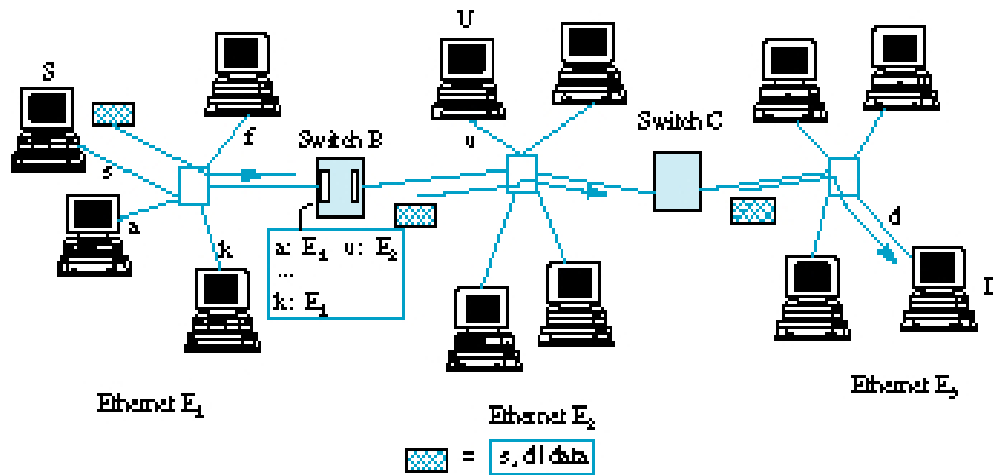 U
S
f
Switch B
Switch C
u
s
a
d
k
a: E1 u: E2
...
k: E1
Ethernet E1
Ethernet E2
Ethernet E3
= s, d | data